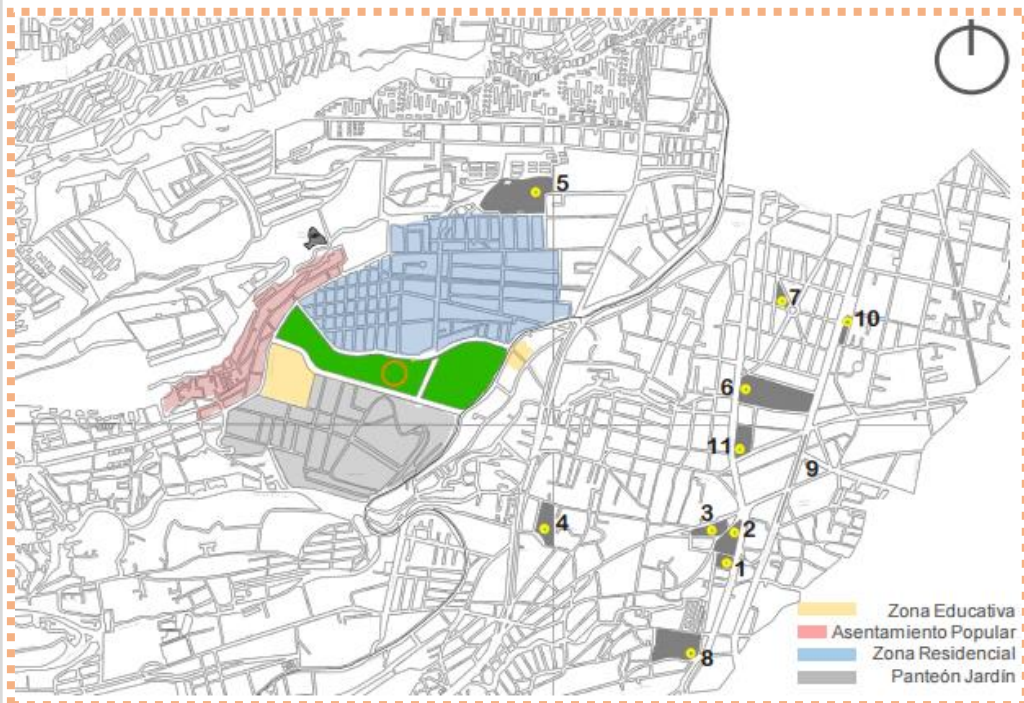 5
7
10
6
11
9
3
2
4
1
8
Zona Educativa
Asentamiento Popular
Zona Residencial
Panteón Jardín